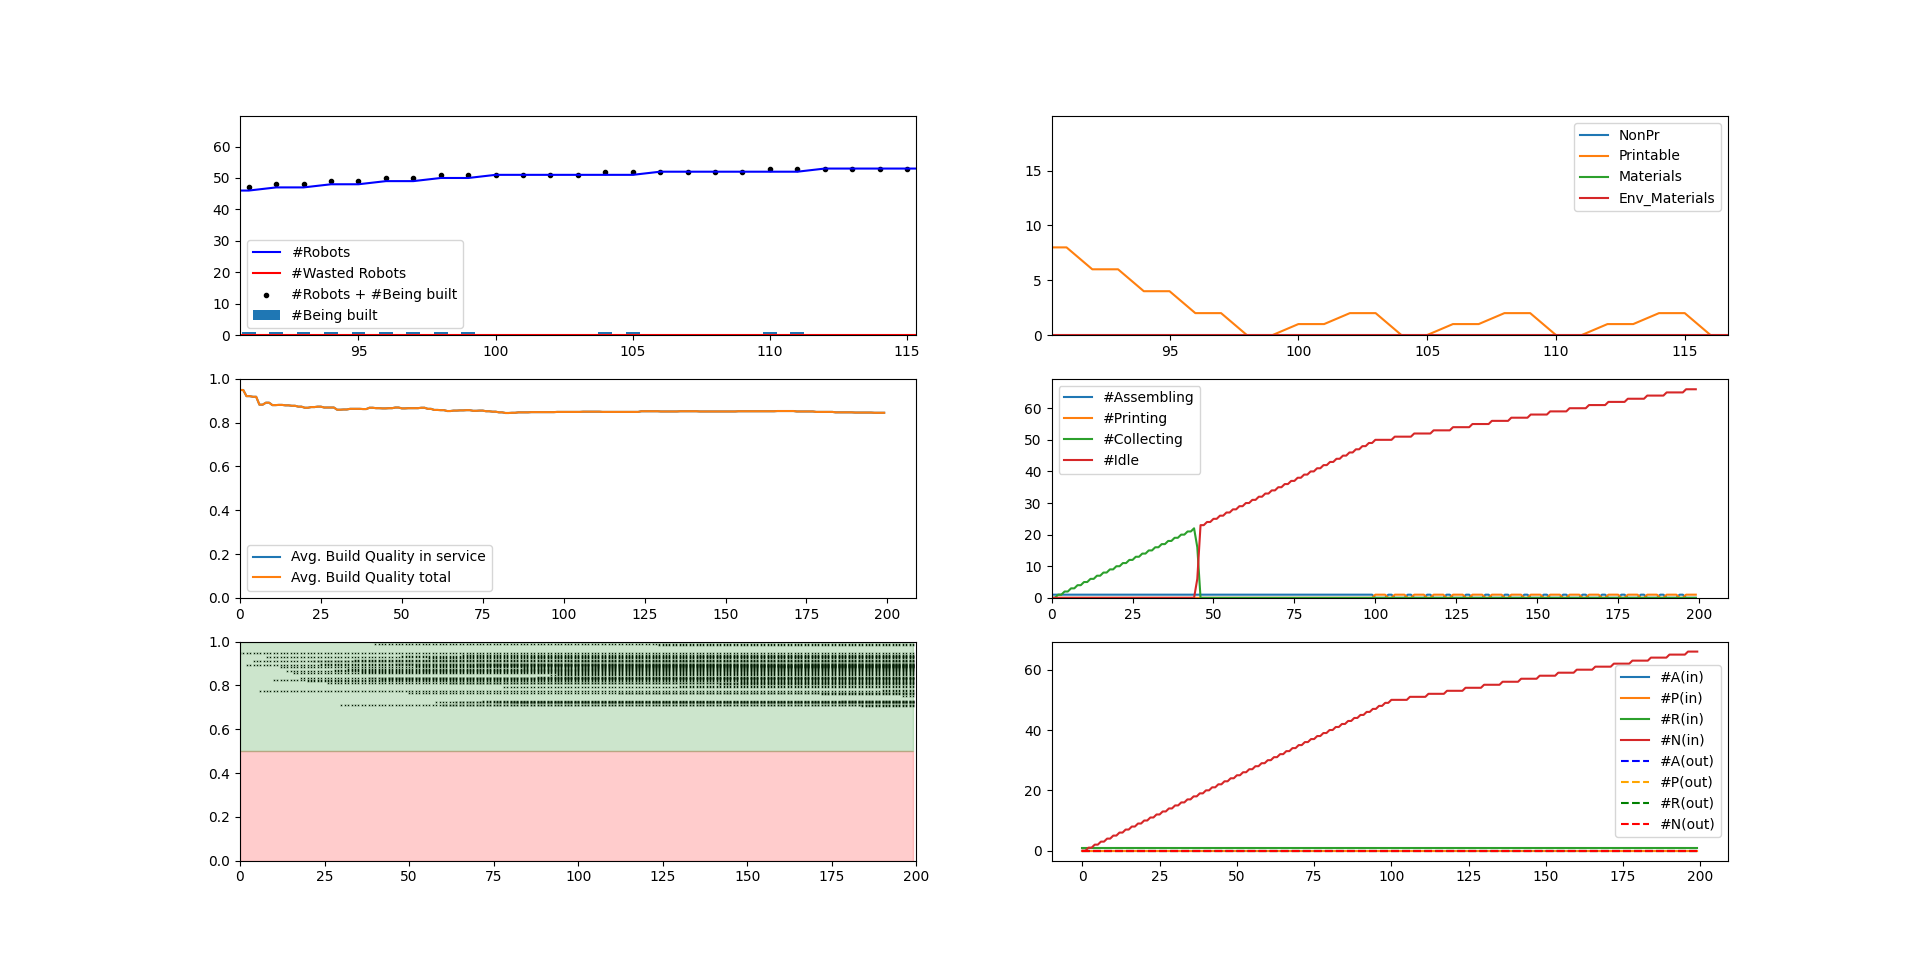 60
50
40
30
20
10
0
#Robots
#Wasted Robots
#Robots + #Being built
#Being built
95 100 105 110 115
15
10
5
0
NonPr
Printable
Materials
Env_Materials
95 100 105 110 115
1.0
0.8
0.6
0.4
0.2
0.0
Avg. Build Quality in service
Avg. Build Quality total
0 25 50 75 100 125 150 175 200
60
50
40
30
20
10
0
#Assembling
#Printing
#Collecting
#Idle
0 25 50 75 100 125 150 175 200
1.0
0.8
0.6
0.4
0.2
0.0
0 25 50 75 100 125 150 175 200
60
40
20
0
#A(in)
#P(in)
#R(in)
#N(in)
#A(out)
#P(out)
#R(out)
#N(out)
0 25 50 75 100 125 150 175 200